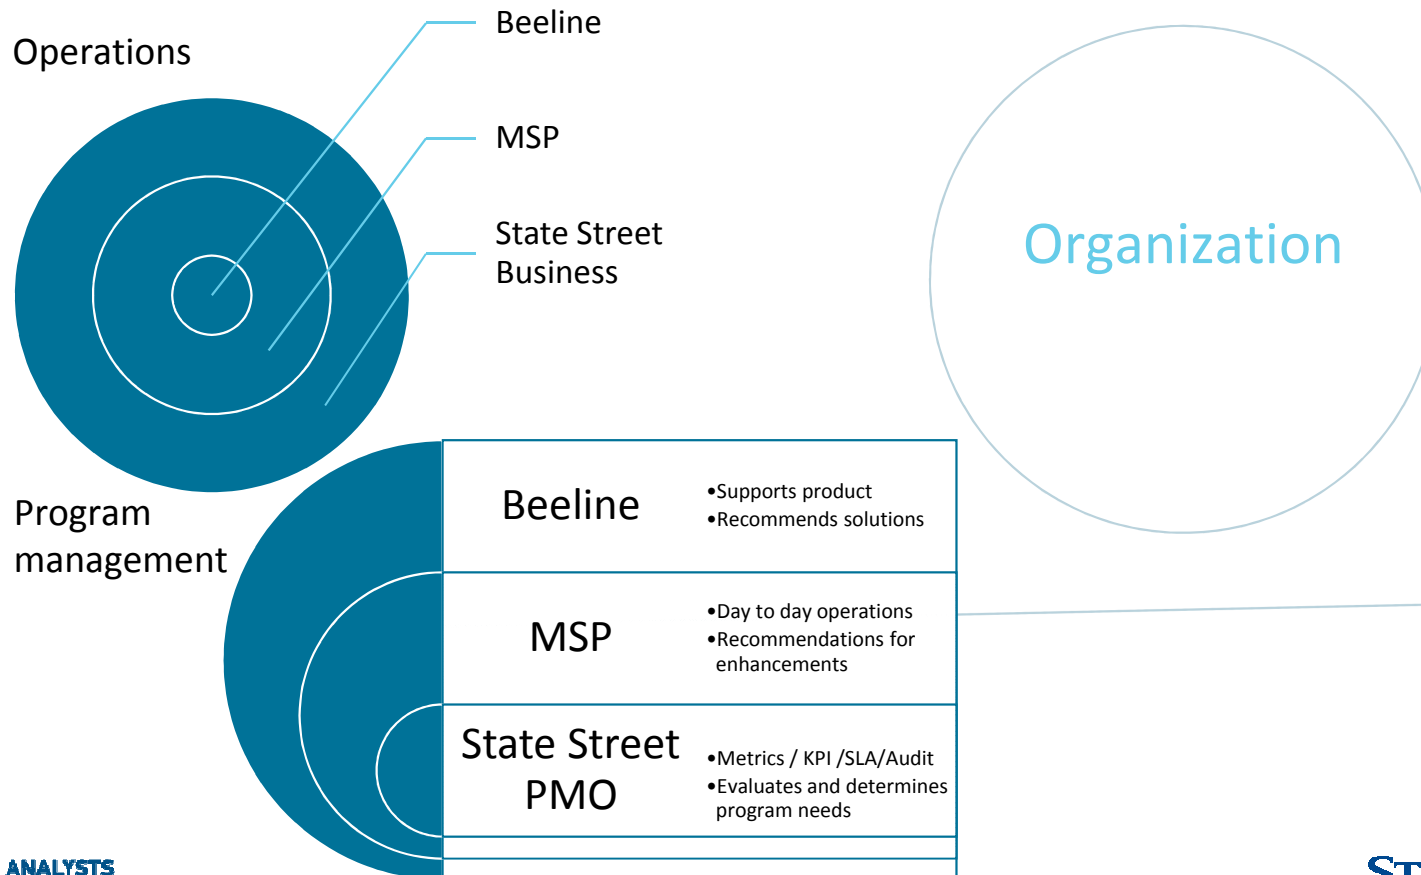 Operations
Beeline
MSP
State Street
Business
Organization
Program
management
Beeline
•Supports product
•Recommends solutions
MSP
•Day to day operations
•Recommendations for
enhancements
State Street
PMO
•Metrics / KPI /SLA/Audit
•Evaluates and determines
program needs
ANALYSTS
ST